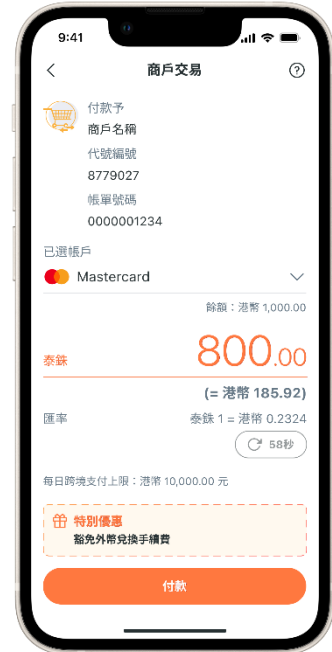 9:41
商戶交易
付款予
商戶名稱
代號編號
8779027
帳單號碼
0000001234
已選帳戶
Mastercard
餘額：港幣 1,000.00
泰銖 800.00
(= 港幣 185.92)
匯率 泰銖 1 = 港幣 0.2324
58秒
每日跨境支付上限：港幣 10,000.00 元
特別優惠
豁免外幣兌換手續費
付款